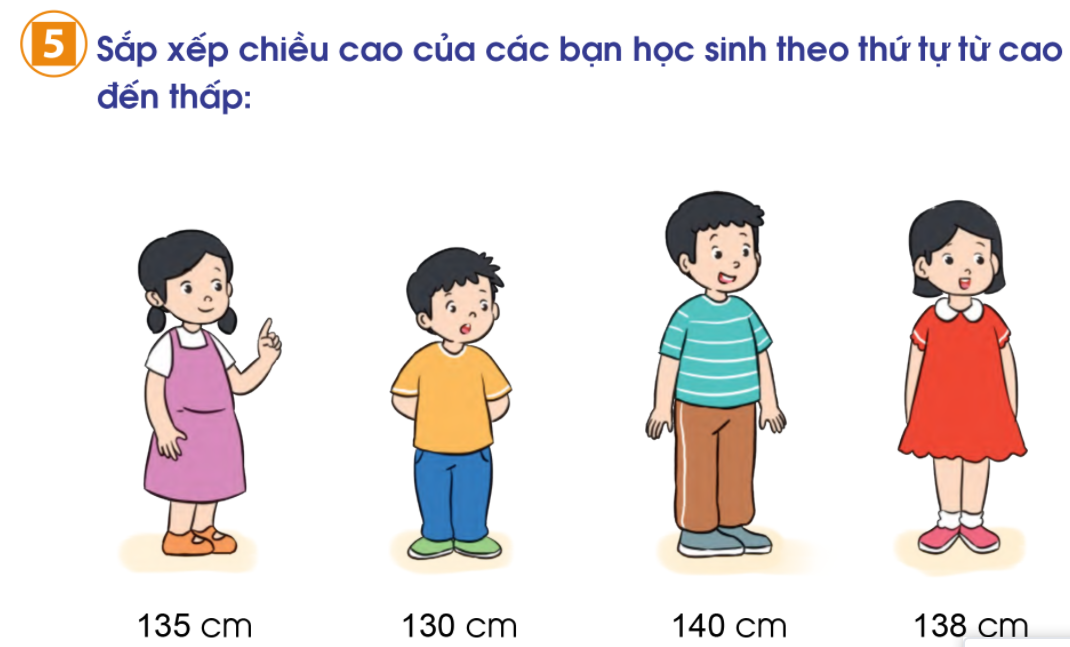 5 Sắp xếp chiều cao của các bạn học sinh theo thứ tự từ cao
đến thấp:
135 cm 130 cm 140 cm 138 cm